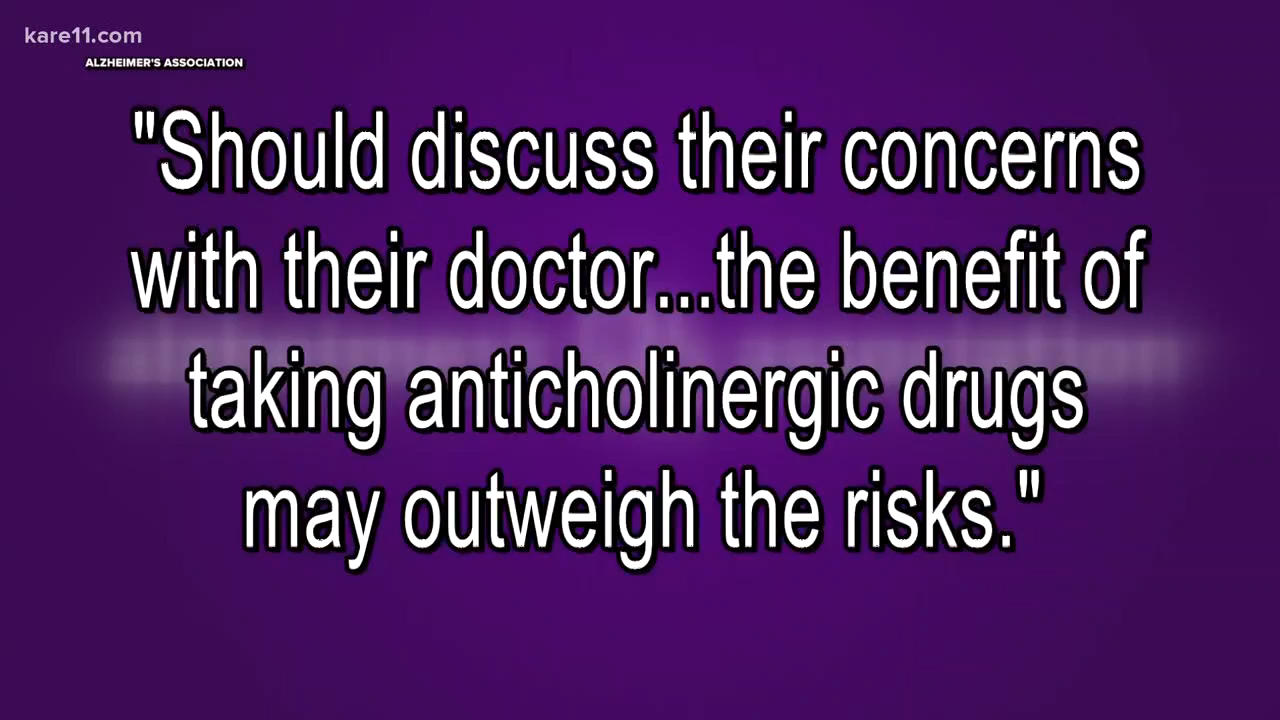 kare11.com
ALZHEIMER'S ASSOCIATION
"Should discuss their concerns
with their doctor...the benefit of
taking anticholinergic drugs
may outweigh the risks."